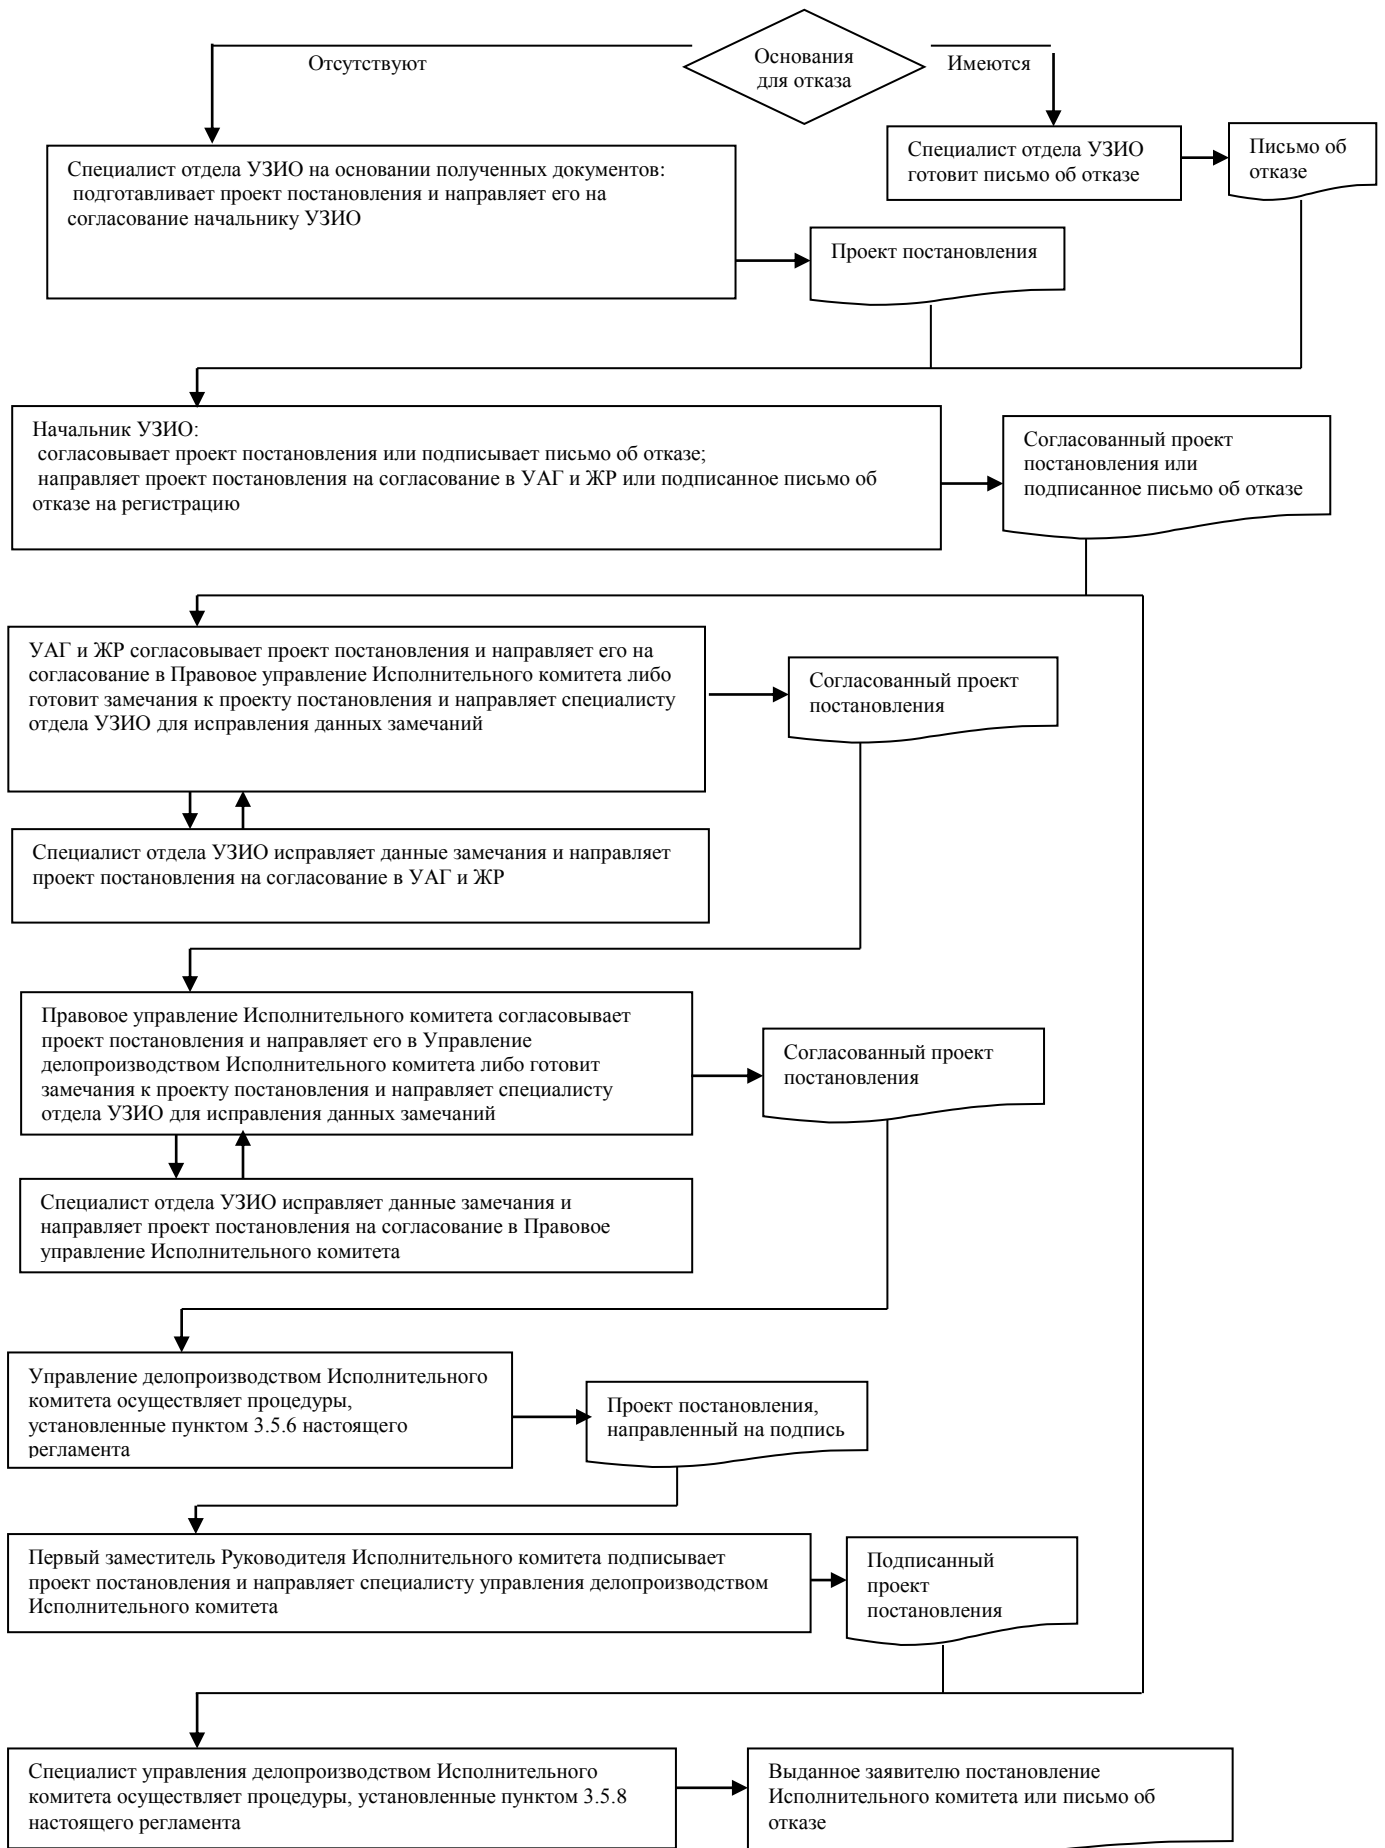 Основания
для отказа
Отсутствуют
Имеются
Специалист отдела УЗИО на основании полученных документов:
подготавливает проект постановления и направляет его на
согласование начальнику УЗИО
Специалист отдела УЗИО
готовит письмо об отказе
Письмо об
отказе
Проект постановления
Начальник УЗИО:
согласовывает проект постановления или подписывает письмо об отказе;
направляет проект постановления на согласование в УАГ и ЖР или подписанное письмо об
отказе на регистрацию
Согласованный проект
постановления или
подписанное письмо об отказе
УАГ и ЖР согласовывает проект постановления и направляет его на
согласование в Правовое управление Исполнительного комитета либо
готовит замечания к проекту постановления и направляет специалисту
отдела УЗИО для исправления данных замечаний
Согласованный проект
постановления
Специалист отдела УЗИО исправляет данные замечания и направляет
проект постановления на согласование в УАГ и ЖР
Правовое управление Исполнительного комитета согласовывает
проект постановления и направляет его в Управление
делопроизводством Исполнительного комитета либо готовит
замечания к проекту постановления и направляет специалисту
отдела УЗИО для исправления данных замечаний
Согласованный проект
постановления
Специалист отдела УЗИО исправляет данные замечания и
направляет проект постановления на согласование в Правовое
управление Исполнительного комитета
Управление делопроизводством Исполнительного
комитета осуществляет процедуры,
установленные пунктом 3.5.6 настоящего
регламента
Проект постановления,
направленный на подпись
Первый заместитель Руководителя Исполнительного комитета подписывает
проект постановления и направляет специалисту управления делопроизводством
Исполнительного комитета
Подписанный
проект
постановления
Специалист управления делопроизводством Исполнительного
комитета осуществляет процедуры, установленные пунктом 3.5.8
настоящего регламента
Выданное заявителю постановление
Исполнительного комитета или письмо об
отказе